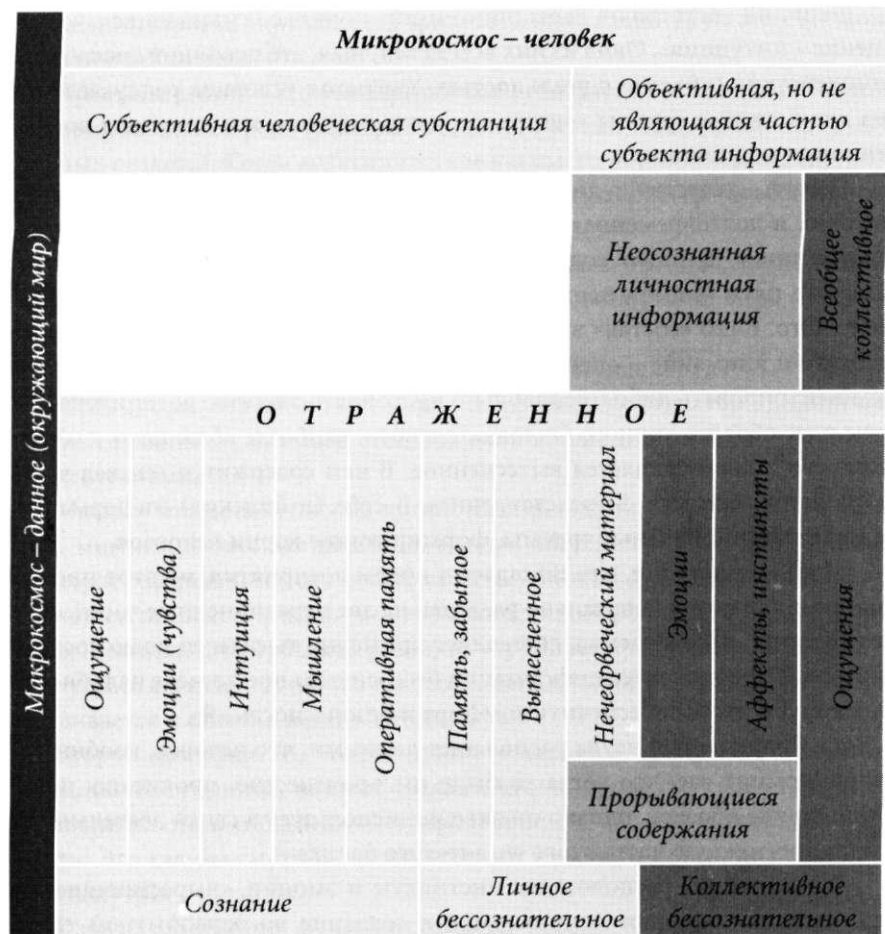 Микрокосмос – человек
Субъективная человеческая субстанция
Объективная, но не
являющаяся частью
субъекта информация
Макрокосмос – данное (окружающий мир)
Неосознанная
личностная
информация
Всеобщее
коллективное
О Т Р А Ж Е Н Н О Е
Ощущение
Эмоции (чувства)
Интуиция
Мышление
Оперативная память
Память, забытое
Вытесненное
Нечеорвеческий материал
Эмоции
Аффекты, инстинкты
Ощущения
Прорывающиеся
содержания
Сознание
Личное
бессознательное
Коллективное
бессознательное